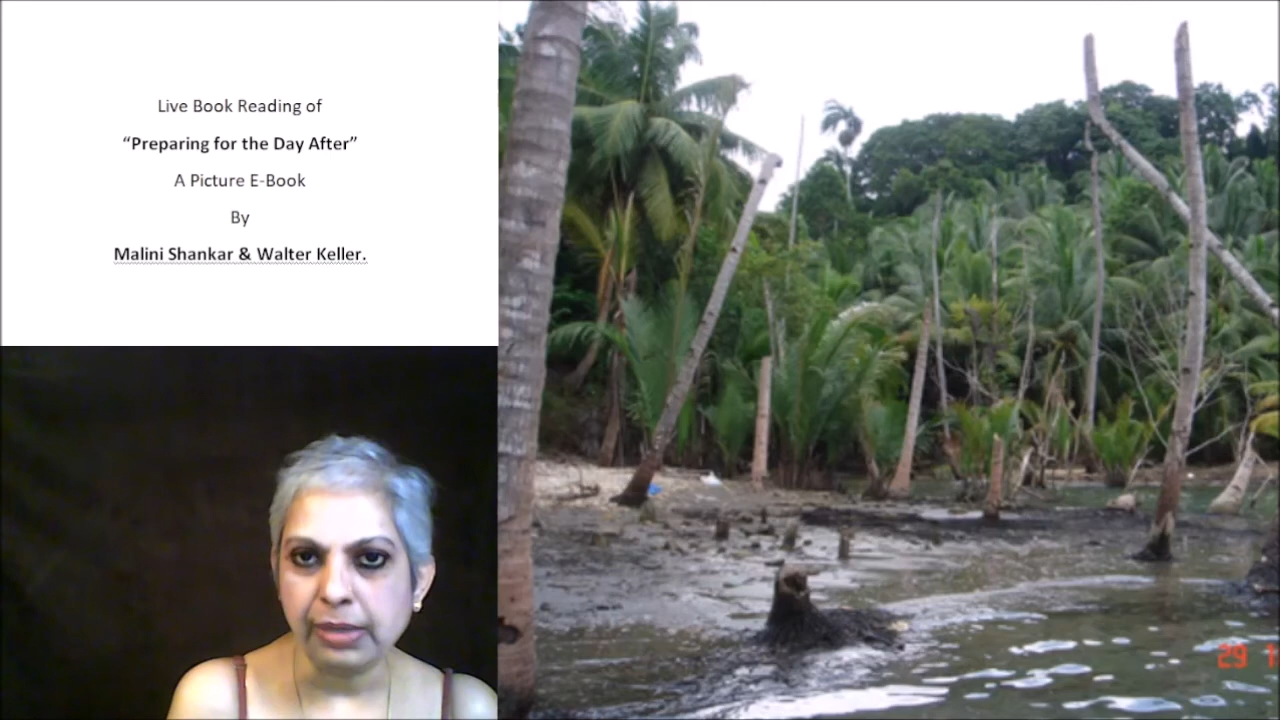 Live Book Reading of
“Preparing for the Day After”
A Picture E-Book
By
Malini Shankar & Walter Keller.
29 1